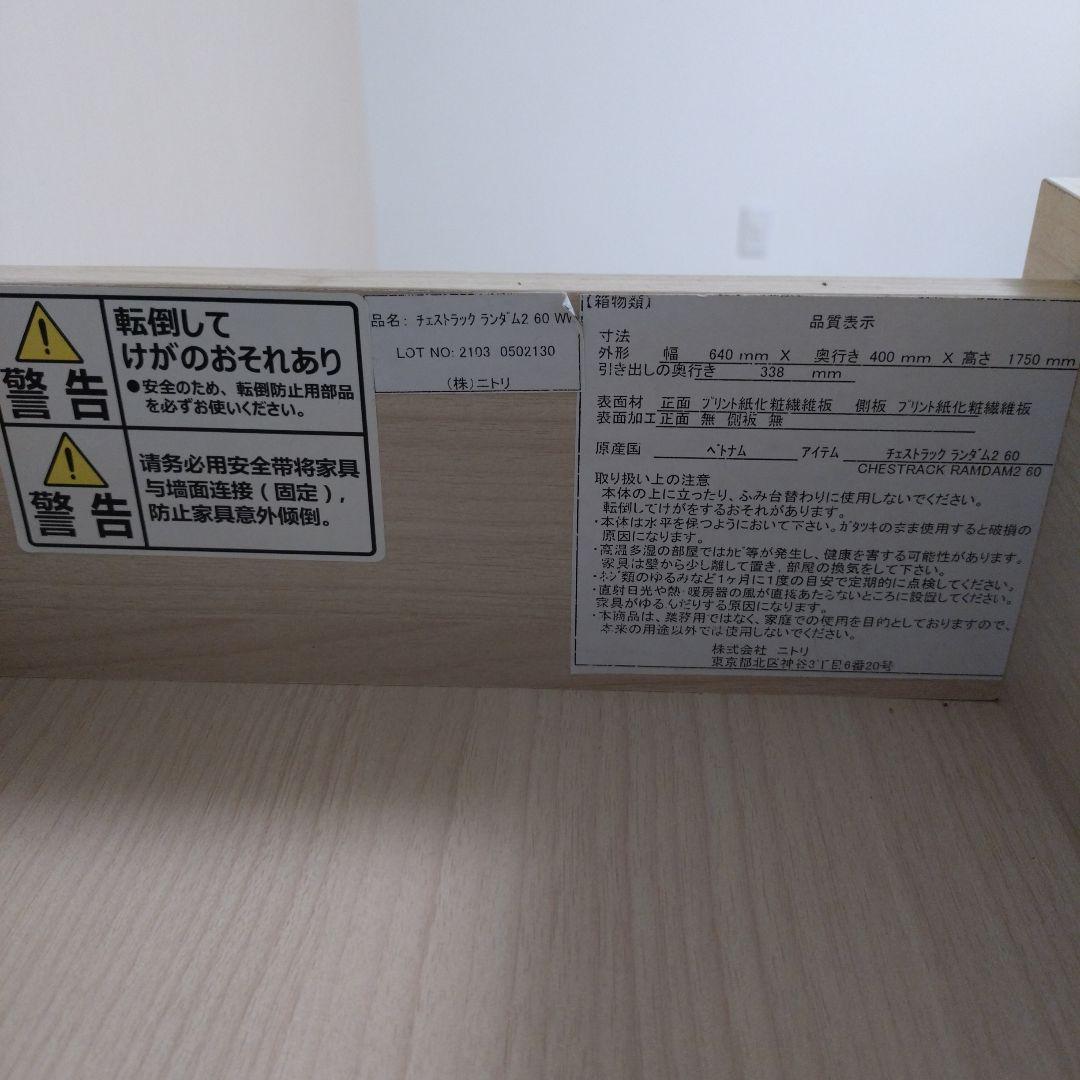 警告
転倒して
けがのおそれあり
●安全のため、転倒防止用部品
を必ずお使いください。
警告
请务必用安全带将家具
与墙面连接(固定),
防止家具意外倾倒。
品名: チェストラック ランダム2 60 WW
LOT NO: 2103 0502130
(株)ニトリ
【箱物類】
品質表示
寸法
外形 幅 640 mm X 奥行き 400 mm X 高さ 1750 mm
引き出しの奥行き 338 mm
表面材 正面 プリント紙化粧繊維板 側板 プリント紙化粧繊維板
表面加工 正面 無 側板 無
原産国 ベトナム アイテム チェストラック ランダム2 60
CHESTRACK RAMDAM2 60
取り扱い上の注意
本体の上に立ったり、ふみ台替わりに使用しないでください。
転倒してけがをするおそれがあります。
・本体は水平を保つようにおいて下さい。ガタツキのまま使用すると破損の
原因になります。
・高温多湿の部屋ではカビ等が発生し、健康を害する可能性があります。
家具は壁から少し離して置き、部屋の換気をして下さい。
・ネジ類のゆるみなど1ヶ月に1度の目安で定期的に点検してください。
・直射日光や熱・暖房器の風が直接あたらないところに設置してください。
家具がゆるんだりする原因になります。
・本商品は、業務用ではなく、家庭での使用を目的としておりますので、
本来の用途以外では使用しないでください。
株式会社 ニトリ
東京都北区神谷3丁目6番20号